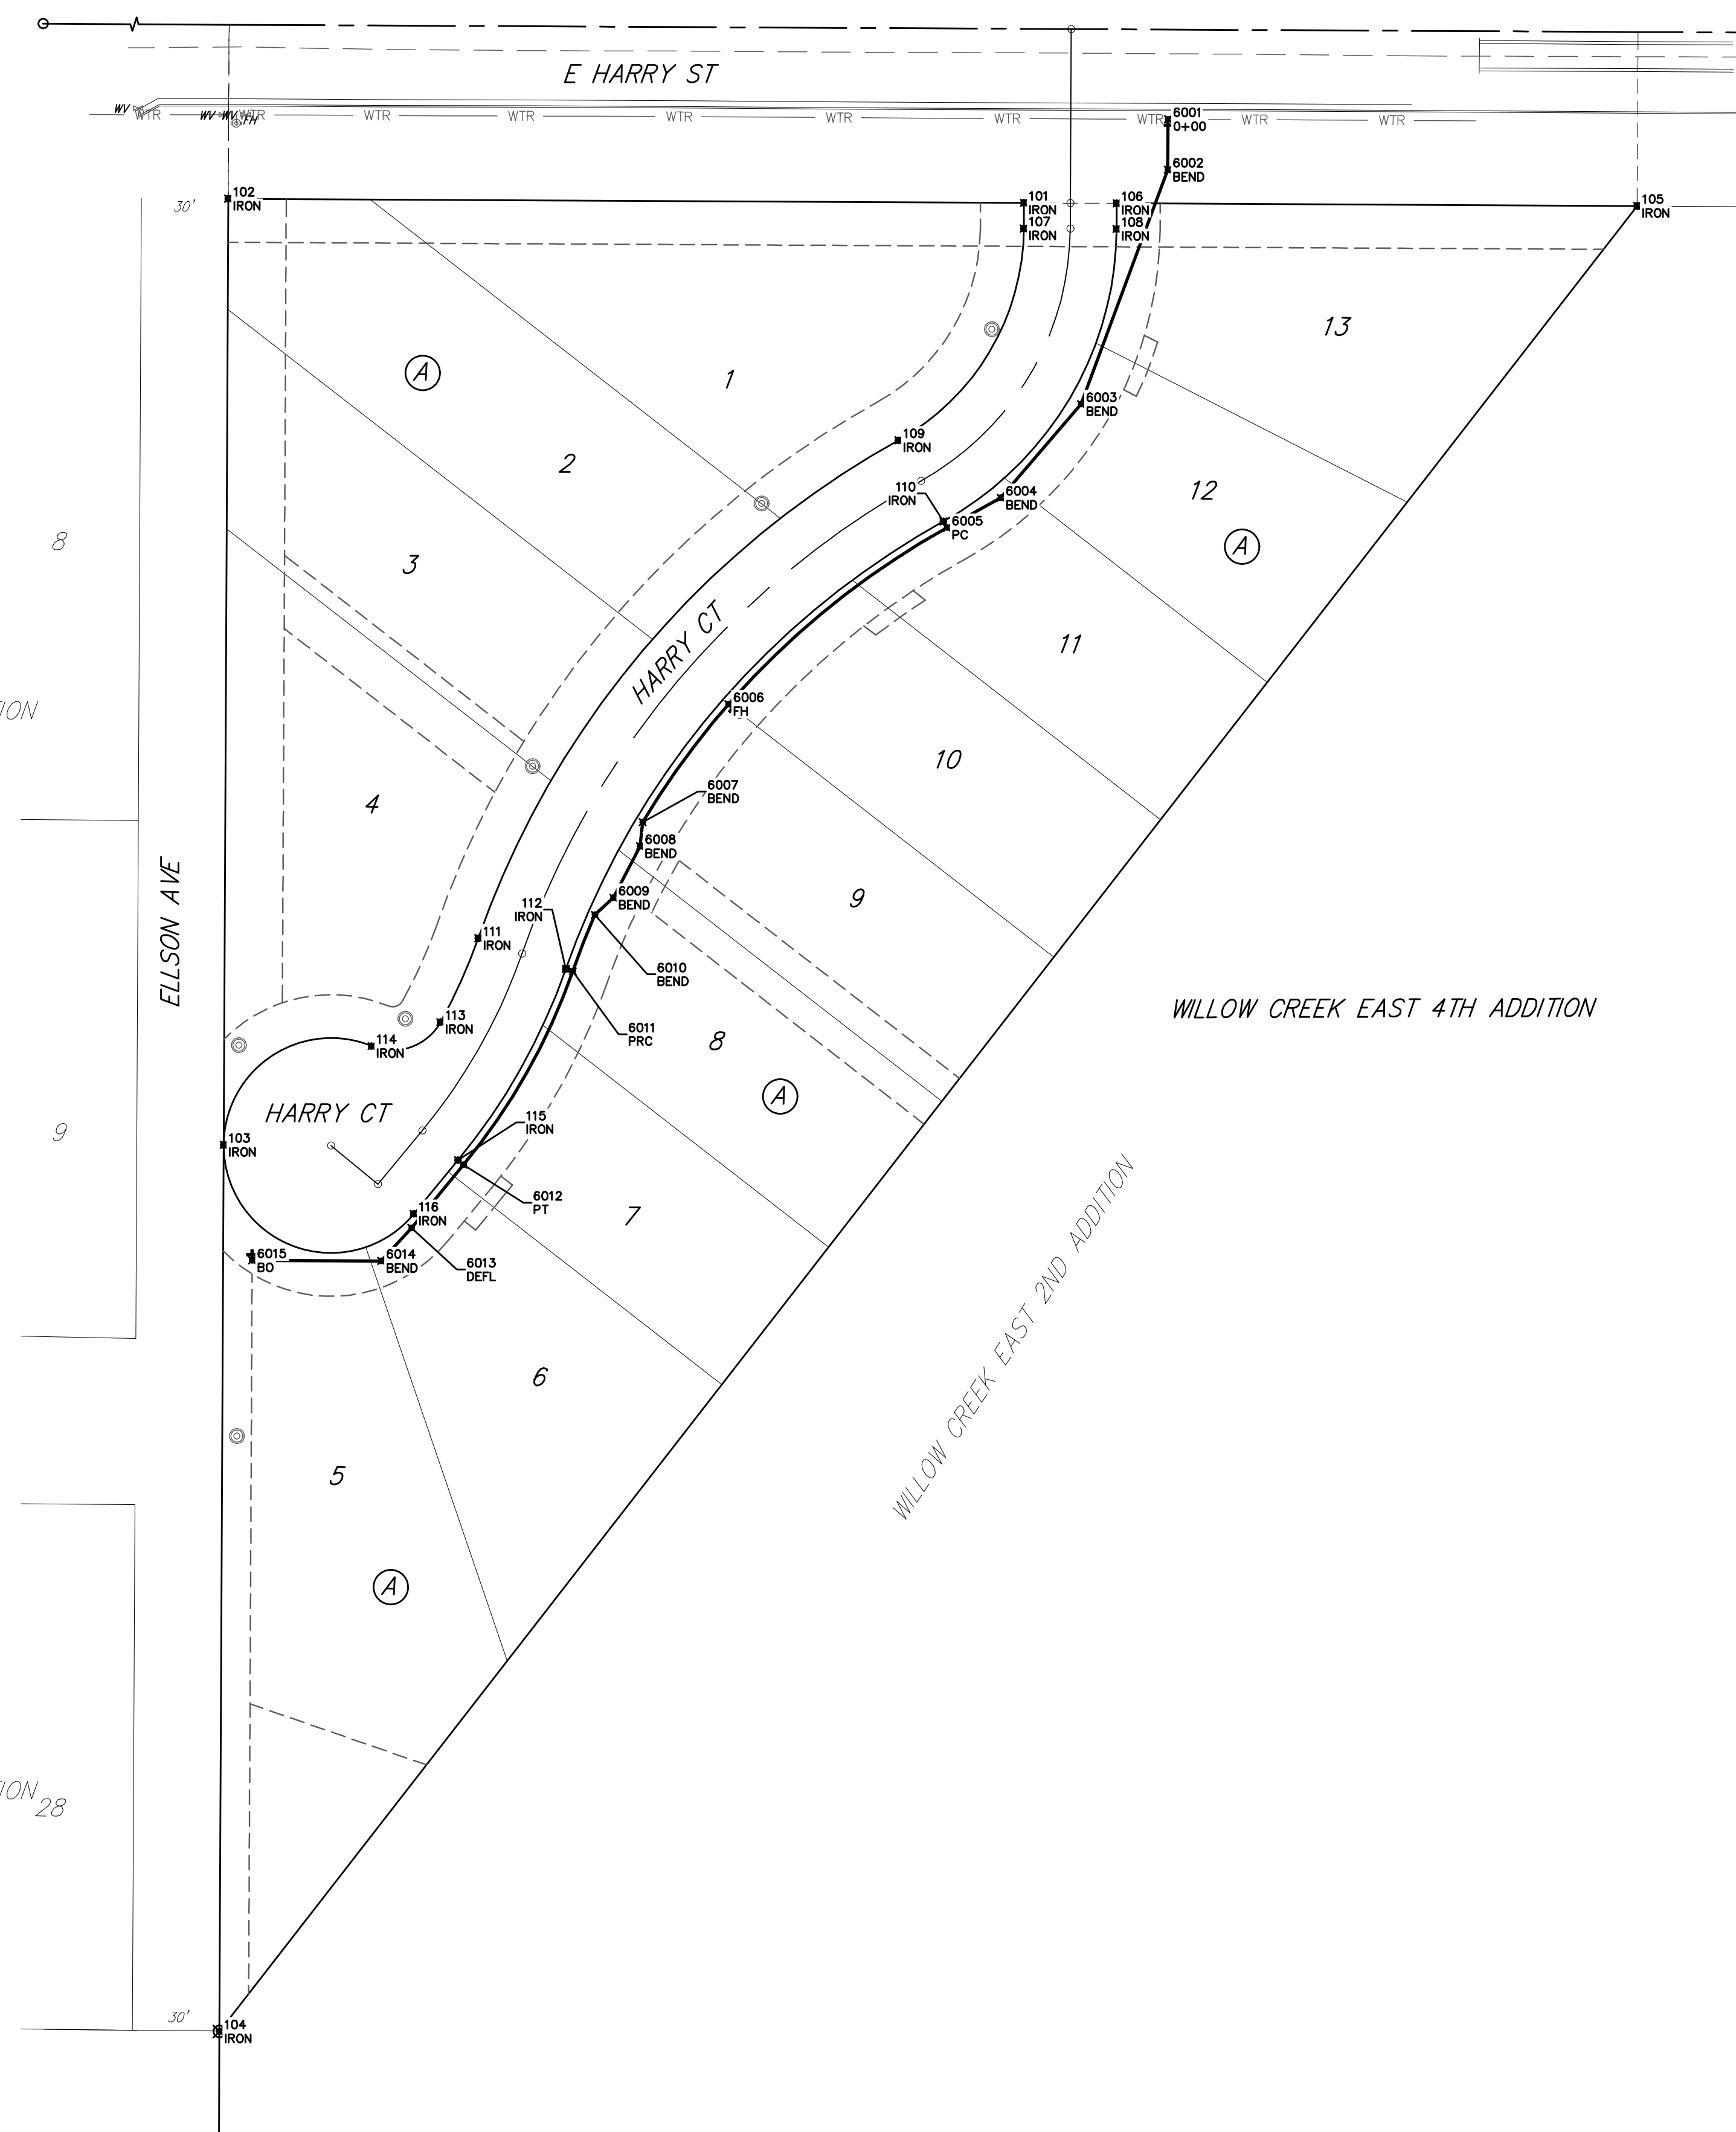 E HARRY ST
WV
WTR
WV
WV
WTR
FH
WTR
WTR
WTR
WTR
WTR
WTR
WTR
WTR
6001
0+00
6002
BEND
30'
102
IRON
101
IRON
107
IRON
106
IRON
108
IRON
105
IRON
13
A
1
6003
BEND
109
IRON
2
110
IRON
6004
BEND
12
6005
PC
A
8
3
11
HARRY CT
6006
FH
10
4
6007
BEND
6008
BEND
9
ELLSON AVE
6009
BEND
112
IRON
111
IRON
6010
BEND
WILLOW CREEK EAST 4TH ADDITION
113
IRON
6011
PRC
8
114
IRON
A
HARRY CT
9
103
IRON
115
IRON
6012
PT
116
IRON
7
6015
BO
6014
BEND
6013
DEFL
WILLOW CREEK EAST 2ND ADDITION
6
5
A
28
30'
104
IRON